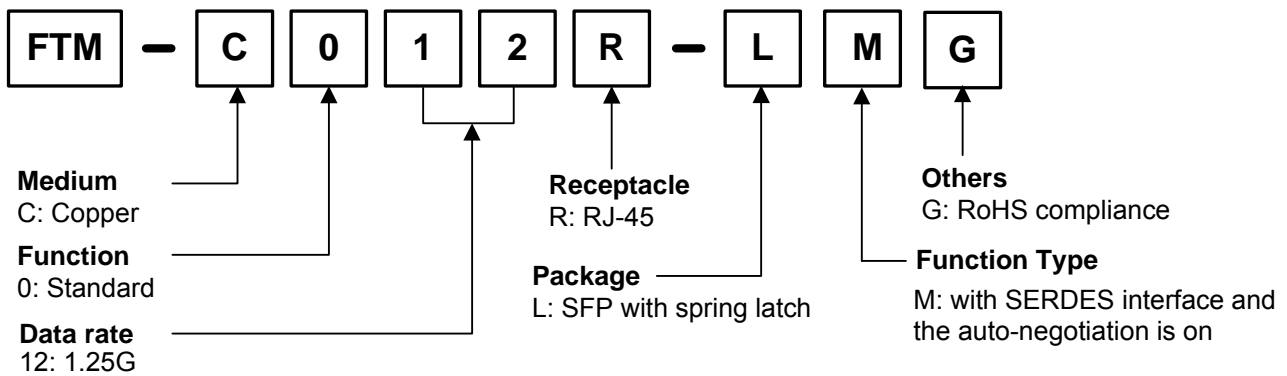 FTM - C 0 1 2 R - L M G
Medium
C: Copper
Function
0: Standard
Data rate
12: 1.25G
Receptacle
R: RJ-45
Package
L: SFP with spring latch
Others
G: RoHS compliance
Function Type
M: with SERDES interface and
the auto-negotiation is on